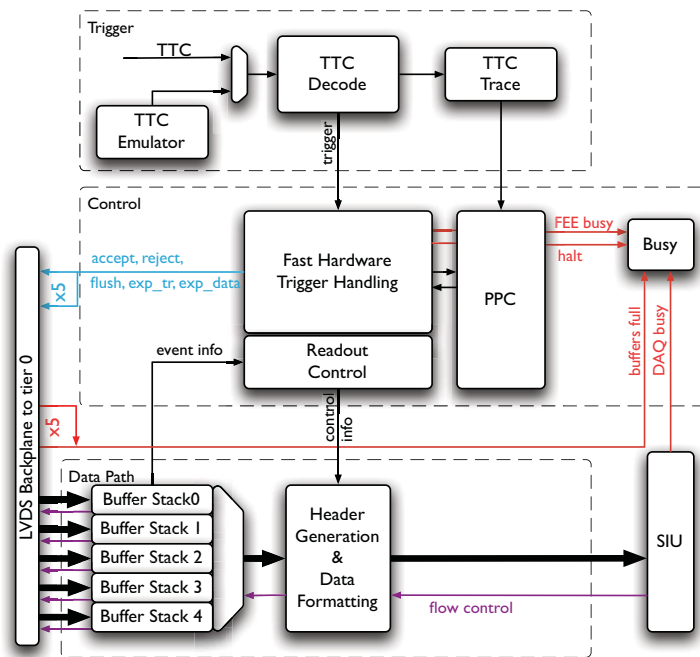 Trigger
TTC
TTC
Decode
TTC
Trace
TTC
Emulator
trigger
Control
FEE busy
Busy
halt
accept, reject,
flush, exp_tr, exp_data
x5
Fast Hardware
Trigger Handling
PPC
event info
Readout
Control
buffers full
DAQ busy
LVDS Backplane to tier 0
x5
control
info
Data Path
Buffer Stack0
Buffer Stack 1
Buffer Stack 2
Buffer Stack 3
Buffer Stack 4
Header
Generation
&
Data
Formatting
SIU
flow control